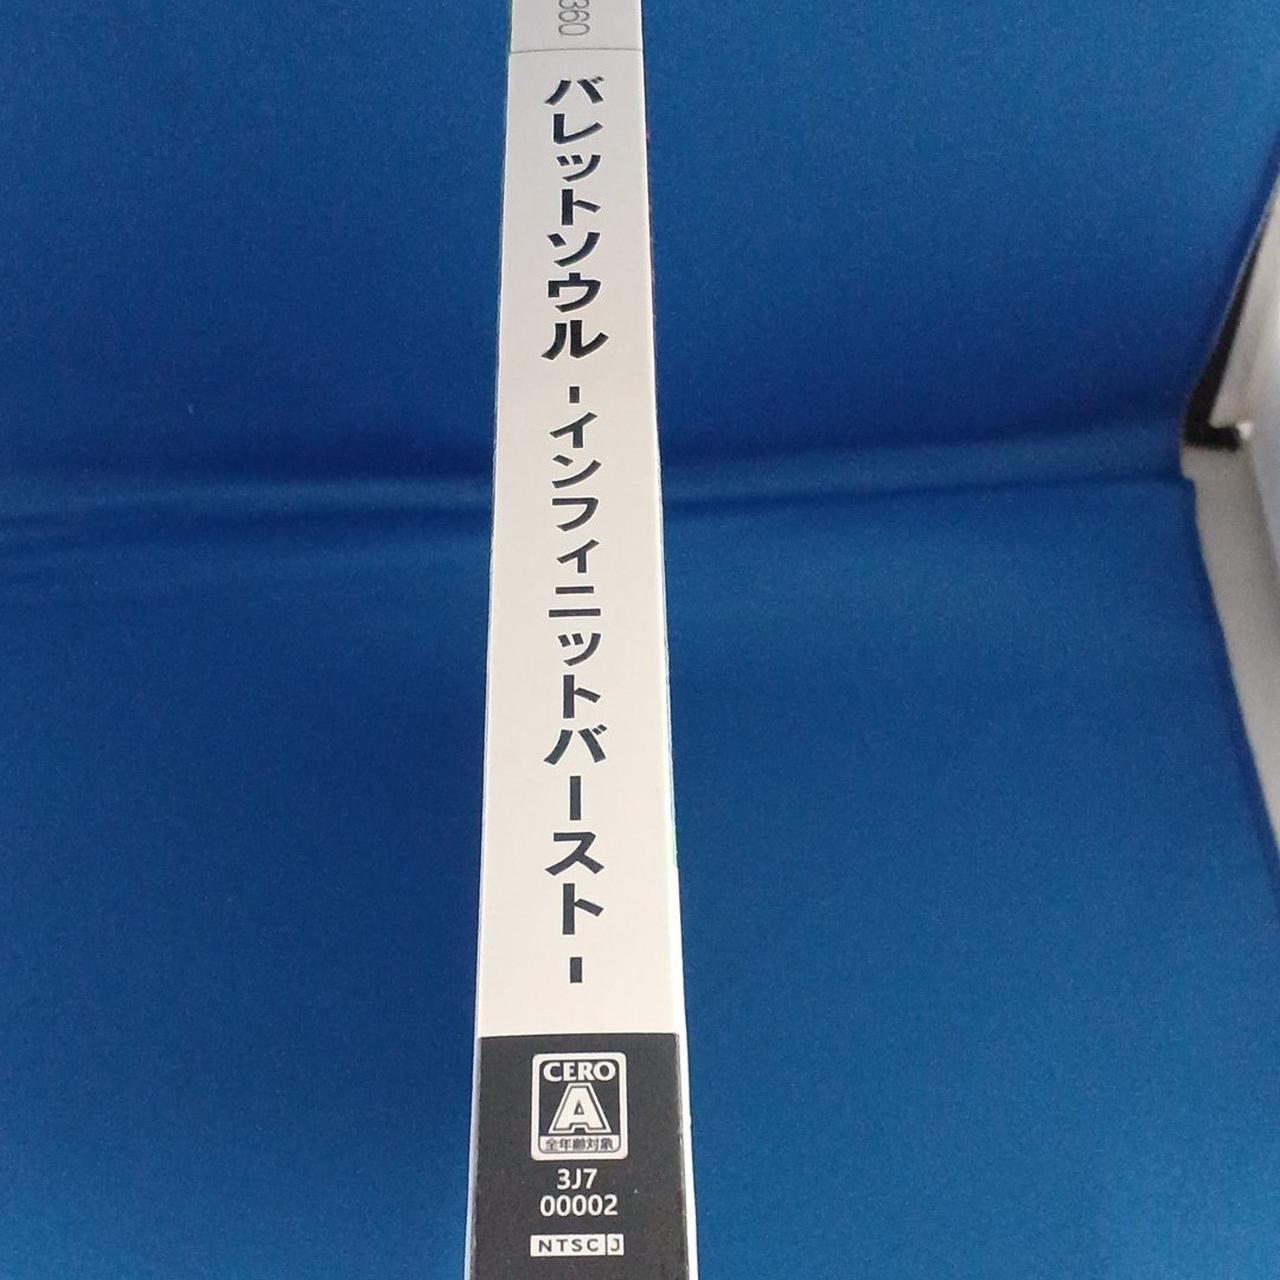 360
バレットソウル -インフィニットバースト-
CERO
A
全年齢対象
3J7
00002
NTSC J